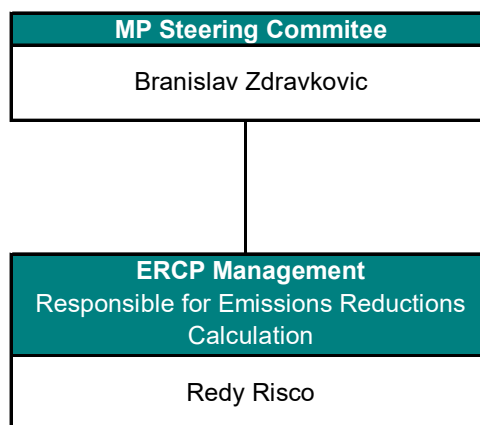 MP Steering Commitee
Branislav Zdravkovic
ERCP Management
Responsible for Emissions Reductions
Calculation
Redy Risco